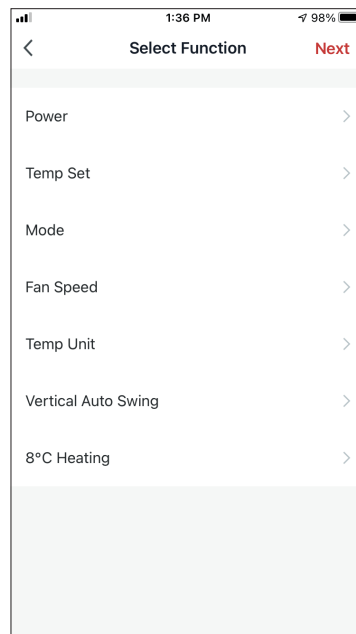 1:36 PM 98%
Select Function Next
Power
Temp Set
Mode
Fan Speed
Temp Unit
Vertical Auto Swing
8°C Heating